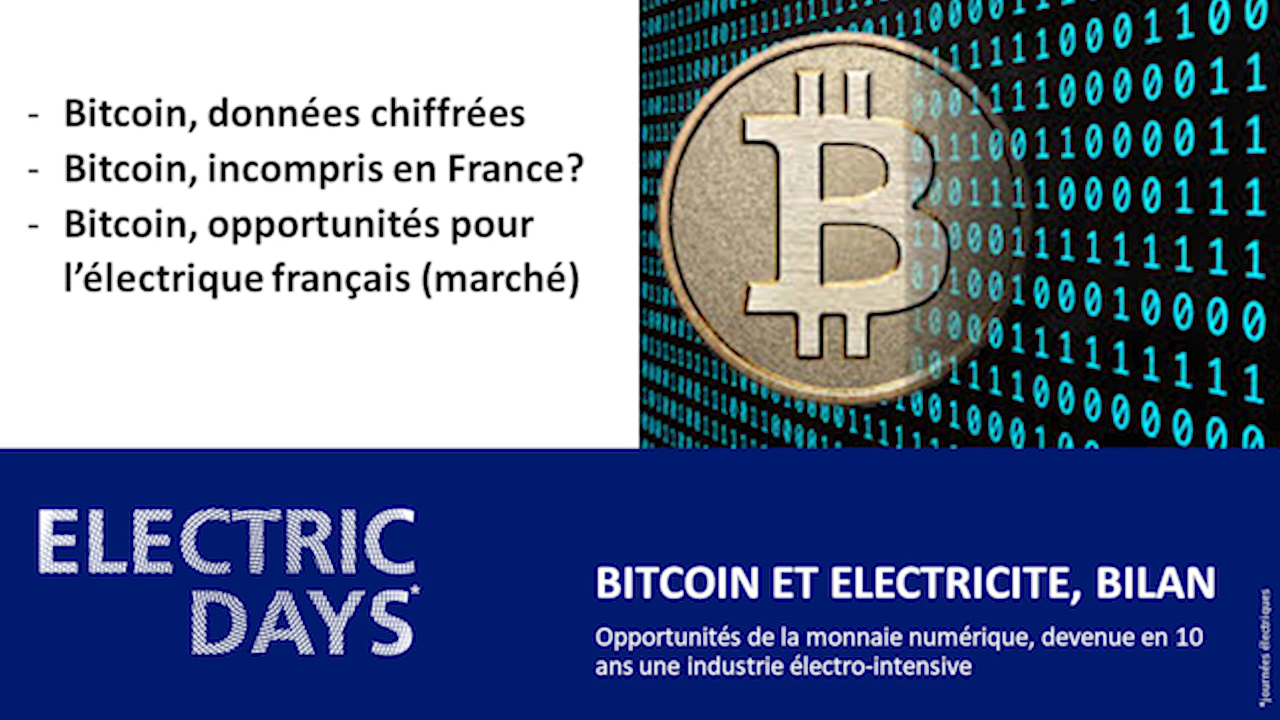 - Bitcoin, données chiffrées
- Bitcoin, incompris en France?
- Bitcoin, opportunités pour
l’électrique français (marché)
ELECTRIC
DAYS*
BITCOIN ET ELECTRICITE, BILAN
Opportunités de la monnaie numérique, devenue en 10
ans une industrie électro-intensive
*Journées électriques